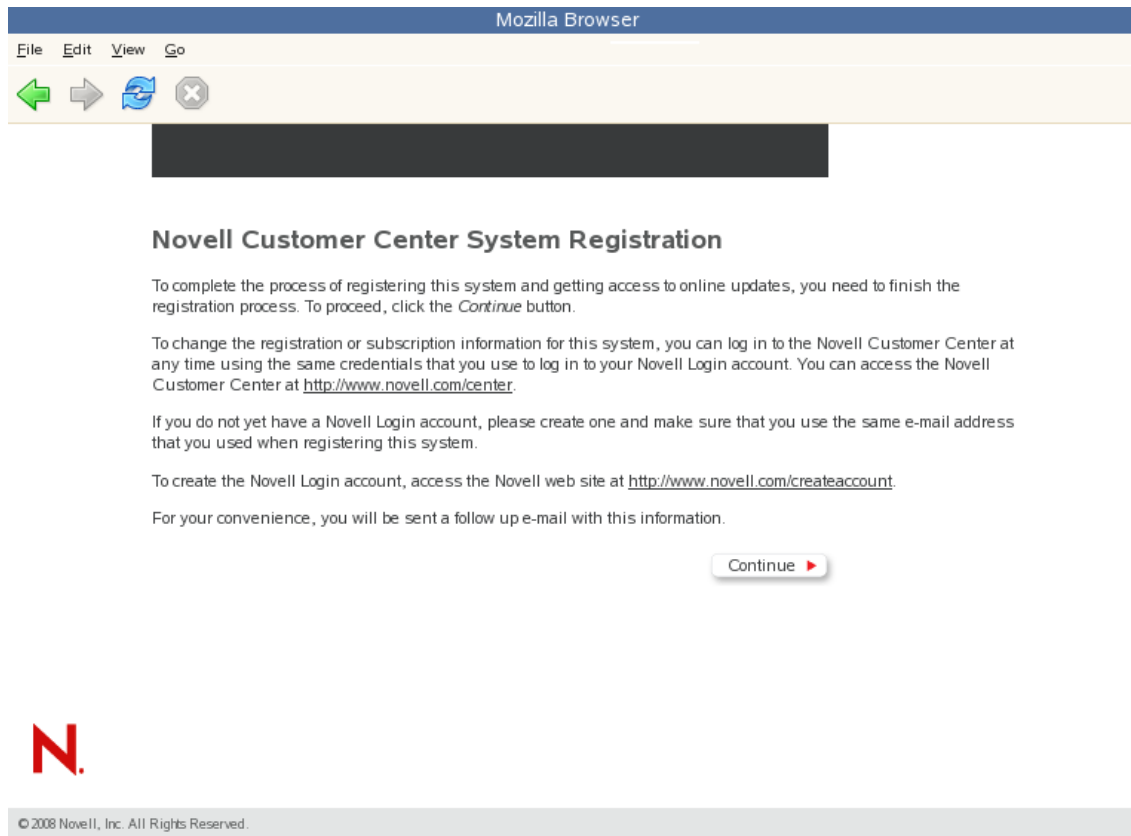 Mozilla Browser
File Edit View Go
Novell Customer Center System Registration
To complete the process of registering this system and getting access to online updates, you need to finish the
registration process. To proceed, click the Continue button.
To change the registration or subscription information for this system, you can log in to the Novell Customer Center at
any time using the same credentials that you use to log in to your Novell Login account. You can access the Novell
Customer Center at http://www.novell.com/center.
If you do not yet have a Novell Login account, please create one and make sure that you use the same e-mail address
that you used when registering this system.
To create the Novell Login account, access the Novell web site at http://www.novell.com/createaccount.
For your convenience, you will be sent a follow up e-mail with this information.
Continue
N.
© 2008 Novell, Inc. All Rights Reserved.